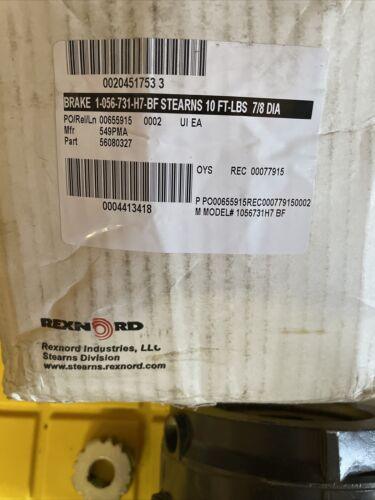 0020451753 3
BRAKE 1-056-731-H7-BF STEARNS 10 FT-LBS 7/8 DIA
PO/Rel/Ln 00655915 0002 UI EA
Mfr 549PMA
Part 56080327
OYS REC 00077915
P PO00655915REC000779150002
0004413418
M MODEL# 1056731H7 BF
REXNORD
Rexnord Industries, LLC
Stearns Division
www.stearns.rexnord.com